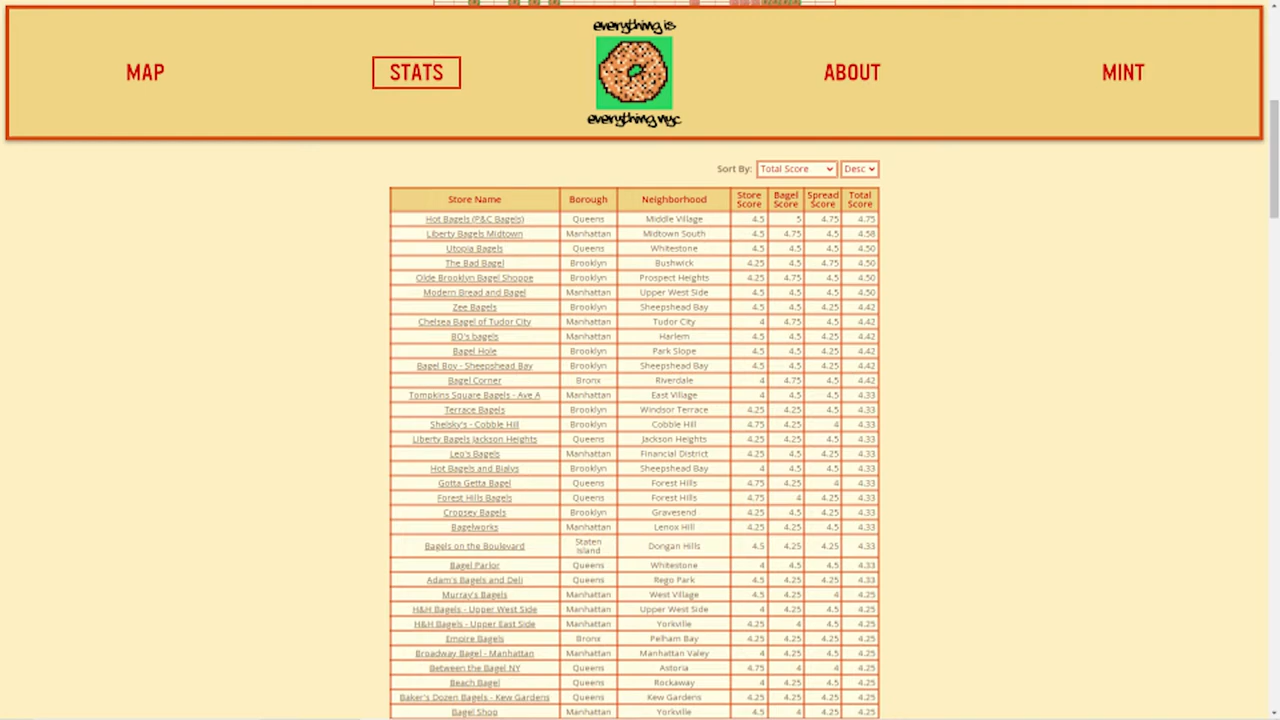 everything is
MAP
STATS
ABOUT
MINT
everything nyc
Sort By: Total Score Desc
Store Name Borough Neighborhood Store Score Bagel Score Spread Score Total Score
Hot Bagels (P&C Bagels) Queens Middle Village 4.5 5 4.75 4.75
Liberty Bagels Midtown Manhattan Midtown South 4.5 4.75 4.5 4.58
Utopia Bagels Queens Whitestone 4.5 4.5 4.5 4.50
The Bad Bagel Brooklyn Bushwick 4.25 4.5 4.75 4.50
Olde Brooklyn Bagel Shoppe Brooklyn Prospect Heights 4.25 4.75 4.5 4.50
Modern Bread and Bagel Manhattan Upper West Side 4.5 4.5 4.5 4.50
Zee Bagels Brooklyn Sheepshead Bay 4.5 4.5 4.25 4.42
Chelsea Bagel of Tudor City Manhattan Tudor City 4 4.75 4.5 4.42
BO's bagels Manhattan Harlem 4.5 4.5 4.25 4.42
Bagel Hole Brooklyn Park Slope 4.5 4.5 4.25 4.42
Bagel Boy - Sheepshead Bay Brooklyn Sheepshead Bay 4.5 4.5 4.25 4.42
Bagel Corner Bronx Riverdale 4 4.75 4.5 4.42
Tompkins Square Bagels - Ave A Manhattan East Village 4 4.5 4.5 4.33
Terrace Bagels Brooklyn Windsor Terrace 4.25 4.25 4.5 4.33
Shelsky's - Cobble Hill Brooklyn Cobble Hill 4.75 4.25 4 4.33
Liberty Bagels Jackson Heights Queens Jackson Heights 4.25 4.25 4.5 4.33
Leo's Bagels Manhattan Financial District 4.25 4.5 4.25 4.33
Hot Bagels and Bialys Brooklyn Sheepshead Bay 4 4.5 4.5 4.33
Gotta Getta Bagel Queens Forest Hills 4.75 4.25 4 4.33
Forest Hills Bagels Queens Forest Hills 4.75 4 4.25 4.33
Cropsey Bagels Brooklyn Gravesend 4.25 4.5 4.25 4.33
Bagelworks Manhattan Lenox Hill 4.25 4.25 4.5 4.33
Bagels on the Boulevard Staten Island Dongan Hills 4.5 4.25 4.25 4.33
Bagel Parlor Queens Whitestone 4 4.5 4.5 4.33
Adam's Bagels and Deli Queens Rego Park 4.5 4.25 4.25 4.33
Murray's Bagels Manhattan West Village 4.5 4.25 4 4.25
H&H Bagels - Upper West Side Manhattan Upper West Side 4 4.25 4.5 4.25
H&H Bagels - Upper East Side Manhattan Yorkville 4.25 4 4.5 4.25
Empire Bagels Bronx Pelham Bay 4.25 4.25 4.25 4.25
Broadway Bagel - Manhattan Manhattan Manhattan Valey 4 4.25 4.5 4.25
Between the Bagel NY Queens Astoria 4.75 4 4 4.25
Beach Bagel Queens Rockaway 4 4.25 4.5 4.25
Baker's Dozen Bagels - Kew Gardens Queens Kew Gardens 4.25 4.25 4.25 4.25
Bagel Shop Manhattan Yorkville 4.5 4 4.25 4.25